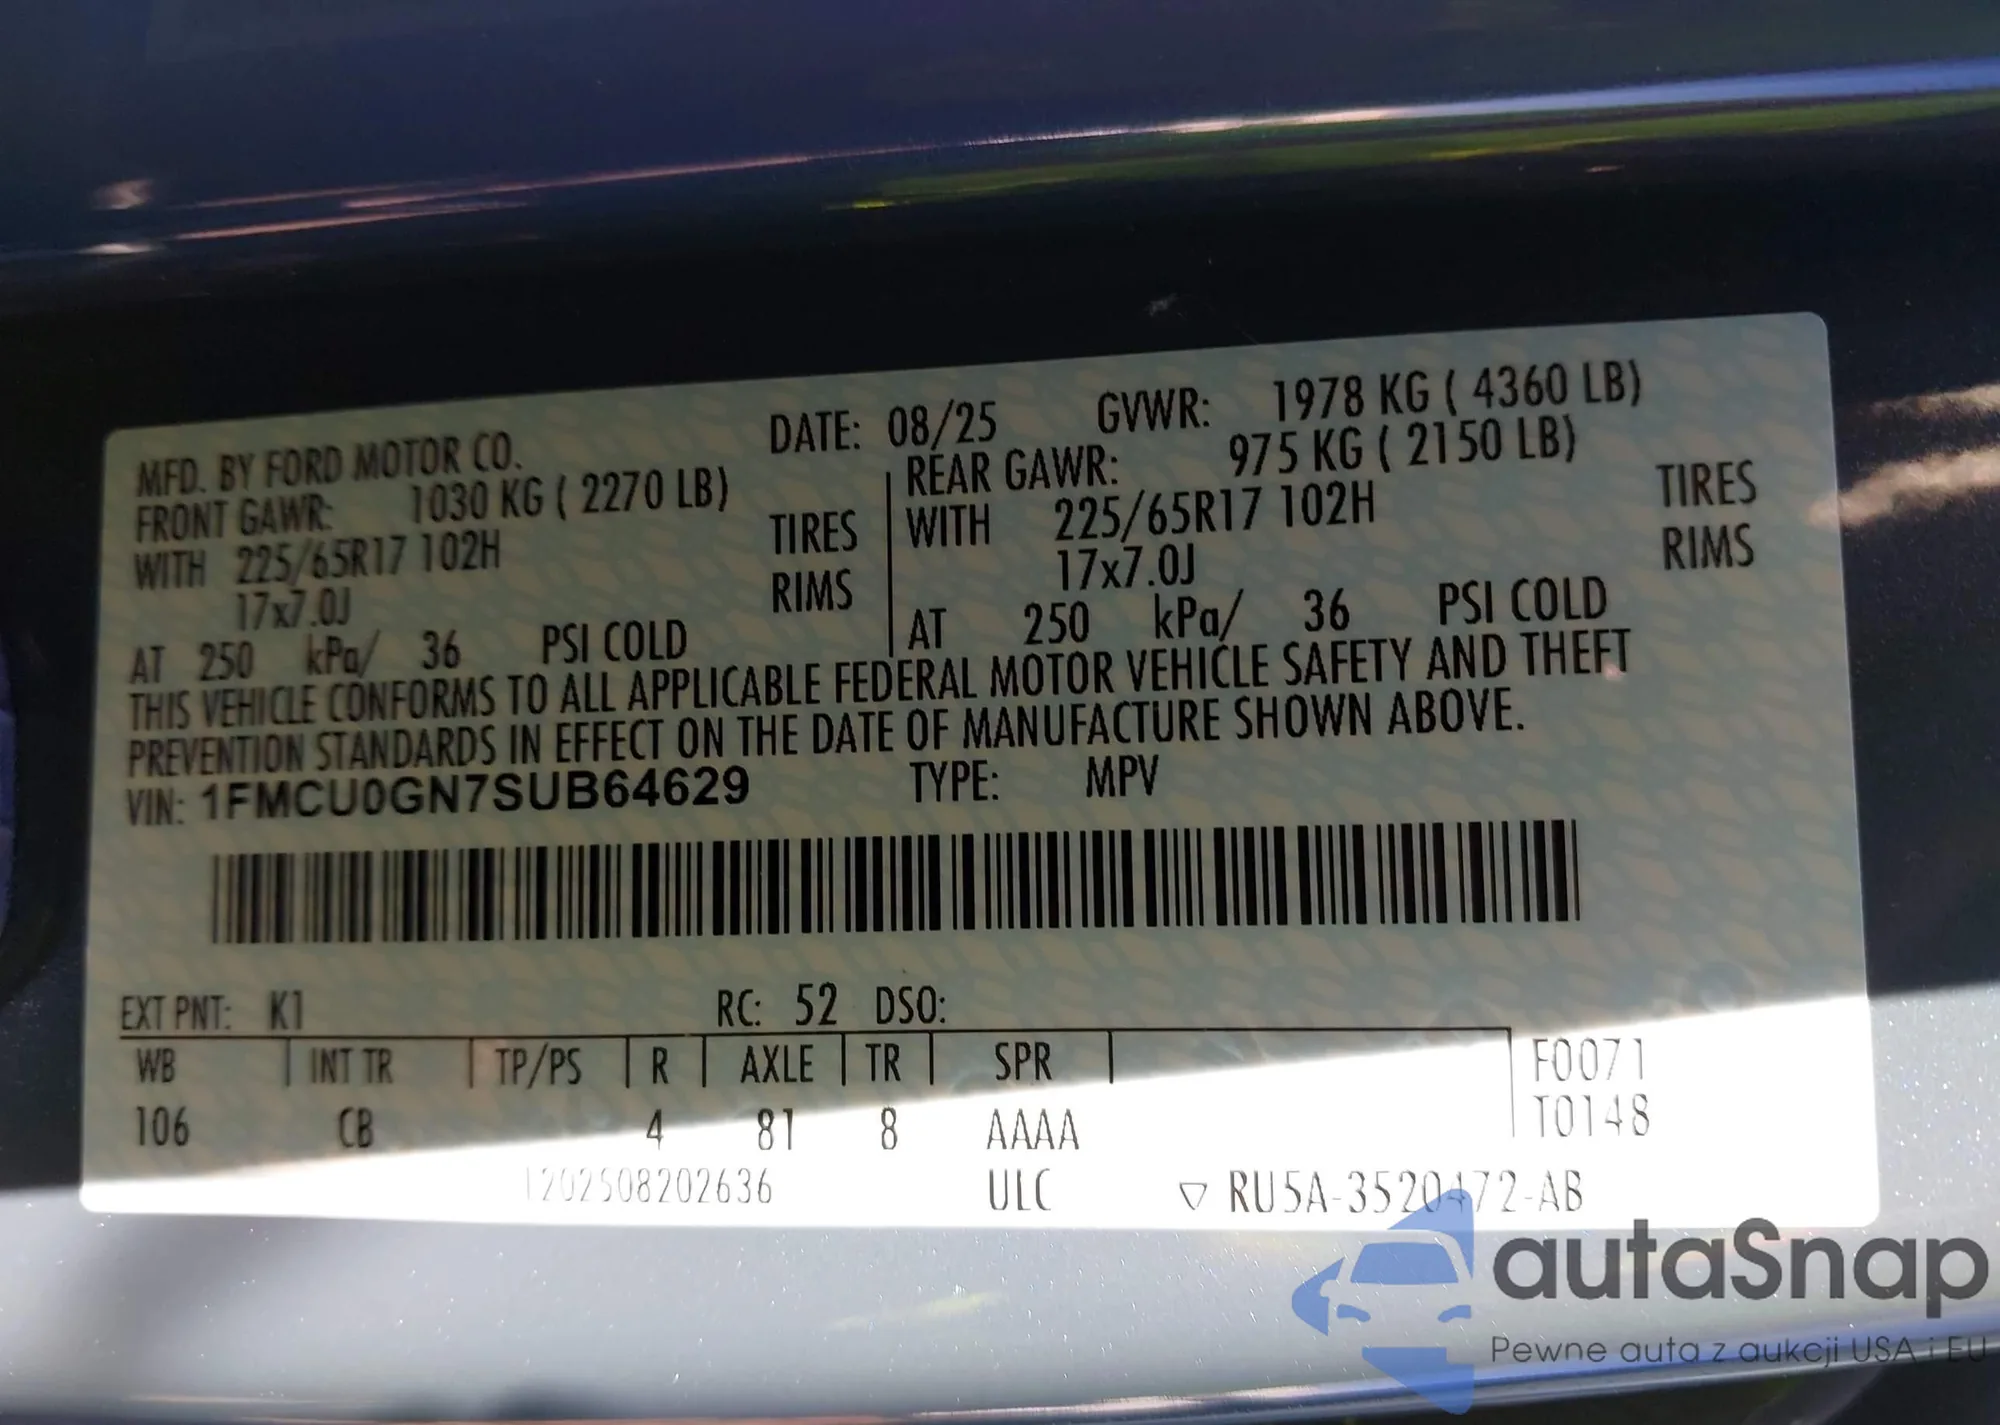 MFD. BY FORD MOTOR CO. DATE: 08/25 GVWR: 1978 KG ( 4360 LB)
FRONT GAWR: 1030 KG ( 2270 LB) REAR GAWR: 975 KG ( 2150 LB)
WITH 225/65R17 102H TIRES WITH 225/65R17 102H TIRES
17x7.0J RIMS 17x7.0J RIMS
AT 250 kPa/ 36 PSI COLD AT 250 kPa/ 36 PSI COLD
THIS VEHICLE CONFORMS TO ALL APPLICABLE FEDERAL MOTOR VEHICLE SAFETY AND THEFT
PREVENTION STANDARDS IN EFFECT ON THE DATE OF MANUFACTURE SHOWN ABOVE.
VIN: 1FMCU0GN7SUB64629 TYPE: MPV
EXT PNT: K1 RC: 52 DSO:
WB INT TR TP/PS R AXLE TR SPR F0071
106 CB 4 81 8 AAAA T0148
1202508202636 ULC ▽ RU5A-3520472-AB
autaSnap
Pewne auta z aukcji USA i EU